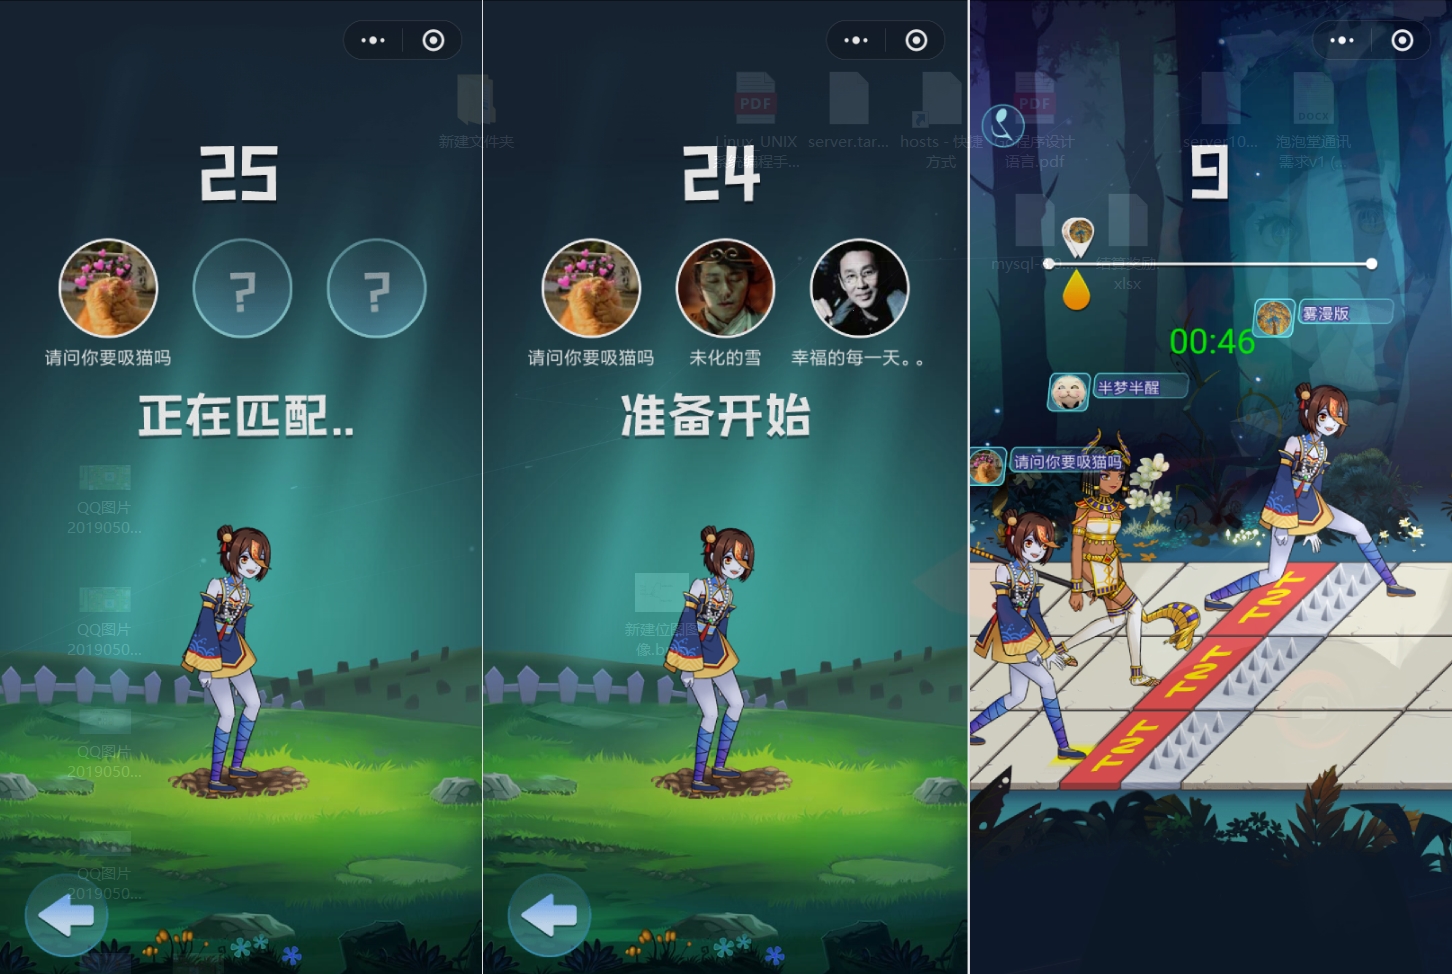 25
请问你要吸猫吗
正在匹配..
新建文件夹
QQ图片
2019050...
QQ图片
2019050...
QQ图片
2019050...
QQ图片
2019050...
24
请问你要吸猫吗
未化的雪
幸福的每一天。。
准备开始
PDF
Linux_UNIX
server.tar...
hosts - 快捷
方式
新建位图图
像.b
9
PDF
程序设计
语言.pdf
server10...
DOCX
泡泡堂通讯
需求v1
mysql-
xlsx
雾漫版
00:46
半梦半醒
请问你要吸猫吗
TNT
TNT
TNT